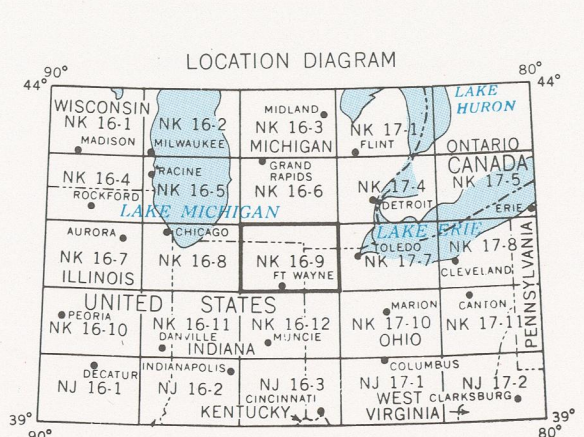 LOCATION DIAGRAM
90° 80°
44° 44°
LAKE HURON
WISCONSIN
NK 16-1
MADISON
NK 16-2
MILWAUKEE
MIDLAND
NK 16-3
MICHIGAN
NK 17-1
FLINT
ONTARIO
CANADA
NK 16-4
ROCKFORD
RACINE
NK 16-5
GRAND RAPIDS
NK 16-6
NK 17-4
DETROIT
NK 17-5
ERIE
LAKE MICHIGAN
LAKE ERIE
AURORA
NK 16-7
ILLINOIS
CHICAGO
NK 16-8
NK 16-9
FT WAYNE
TOLEDO
NK 17-7
NK 17-8
CLEVELAND
PENNSYLVANIA
UNITED STATES
PEORIA
NK 16-10
NK 16-11
DANVILLE
INDIANA
NK 16-12
MUNCIE
MARION
NK 17-10
OHIO
CANTON
NK 17-11
DECATUR
NJ 16-1
INDIANAPOLIS
NJ 16-2
NJ 16-3
CINCINNATI
KENTUCKY
COLUMBUS
NJ 17-1
NJ 17-2
WEST VIRGINIA
CLARKSBURG
39° 39°
90° 80°